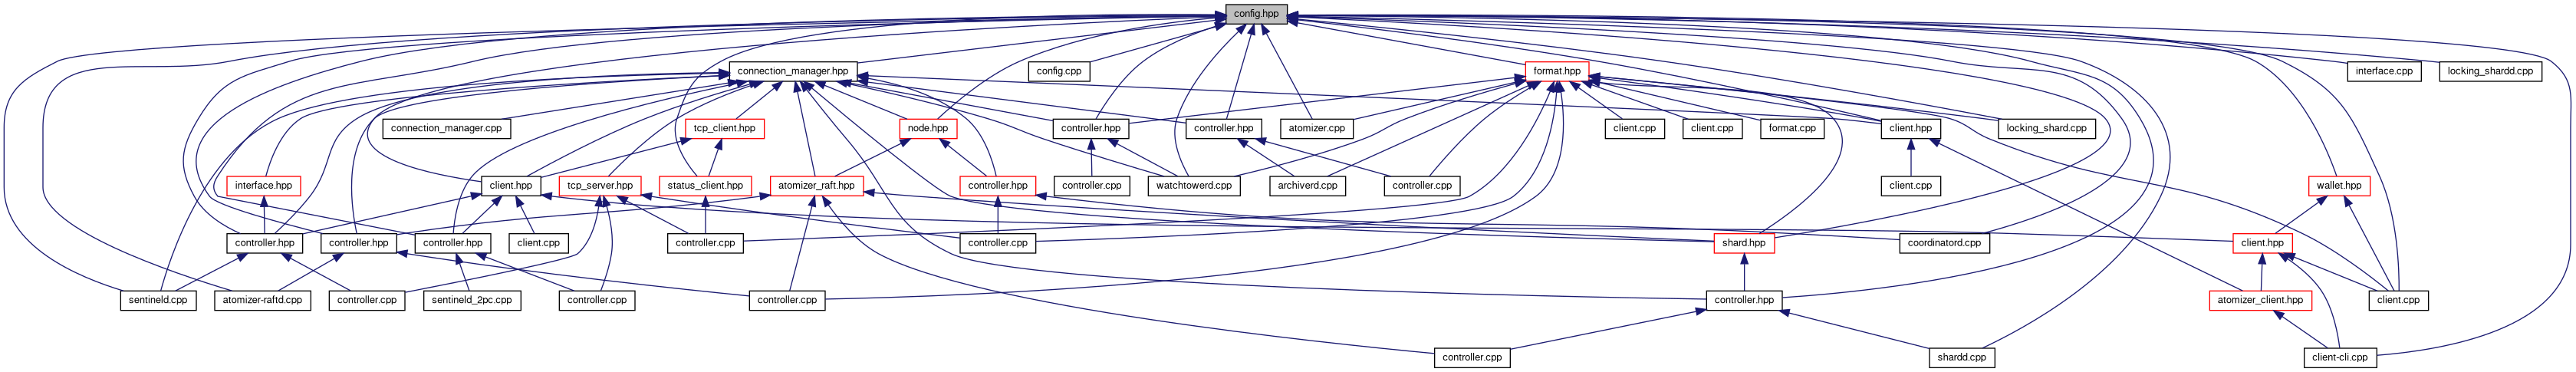 config.hpp
connection_manager.hpp
config.cpp
format.hpp
interface.cpp
locking_shardd.cpp
connection_manager.cpp
tcp_client.hpp
node.hpp
controller.hpp
controller.hpp
atomizer.cpp
client.cpp
client.cpp
format.cpp
client.hpp
locking_shard.cpp
interface.hpp
client.hpp
tcp_server.hpp
status_client.hpp
atomizer_raft.hpp
controller.hpp
controller.cpp
watchtowerd.cpp
archiverd.cpp
controller.cpp
client.cpp
wallet.hpp
controller.hpp
controller.hpp
controller.hpp
client.cpp
controller.cpp
controller.cpp
shard.hpp
coordinatord.cpp
client.hpp
sentineld.cpp
atomizer-raftd.cpp
controller.cpp
sentineld_2pc.cpp
controller.cpp
controller.cpp
controller.hpp
atomizer_client.hpp
client.cpp
controller.cpp
shardd.cpp
client-cli.cpp